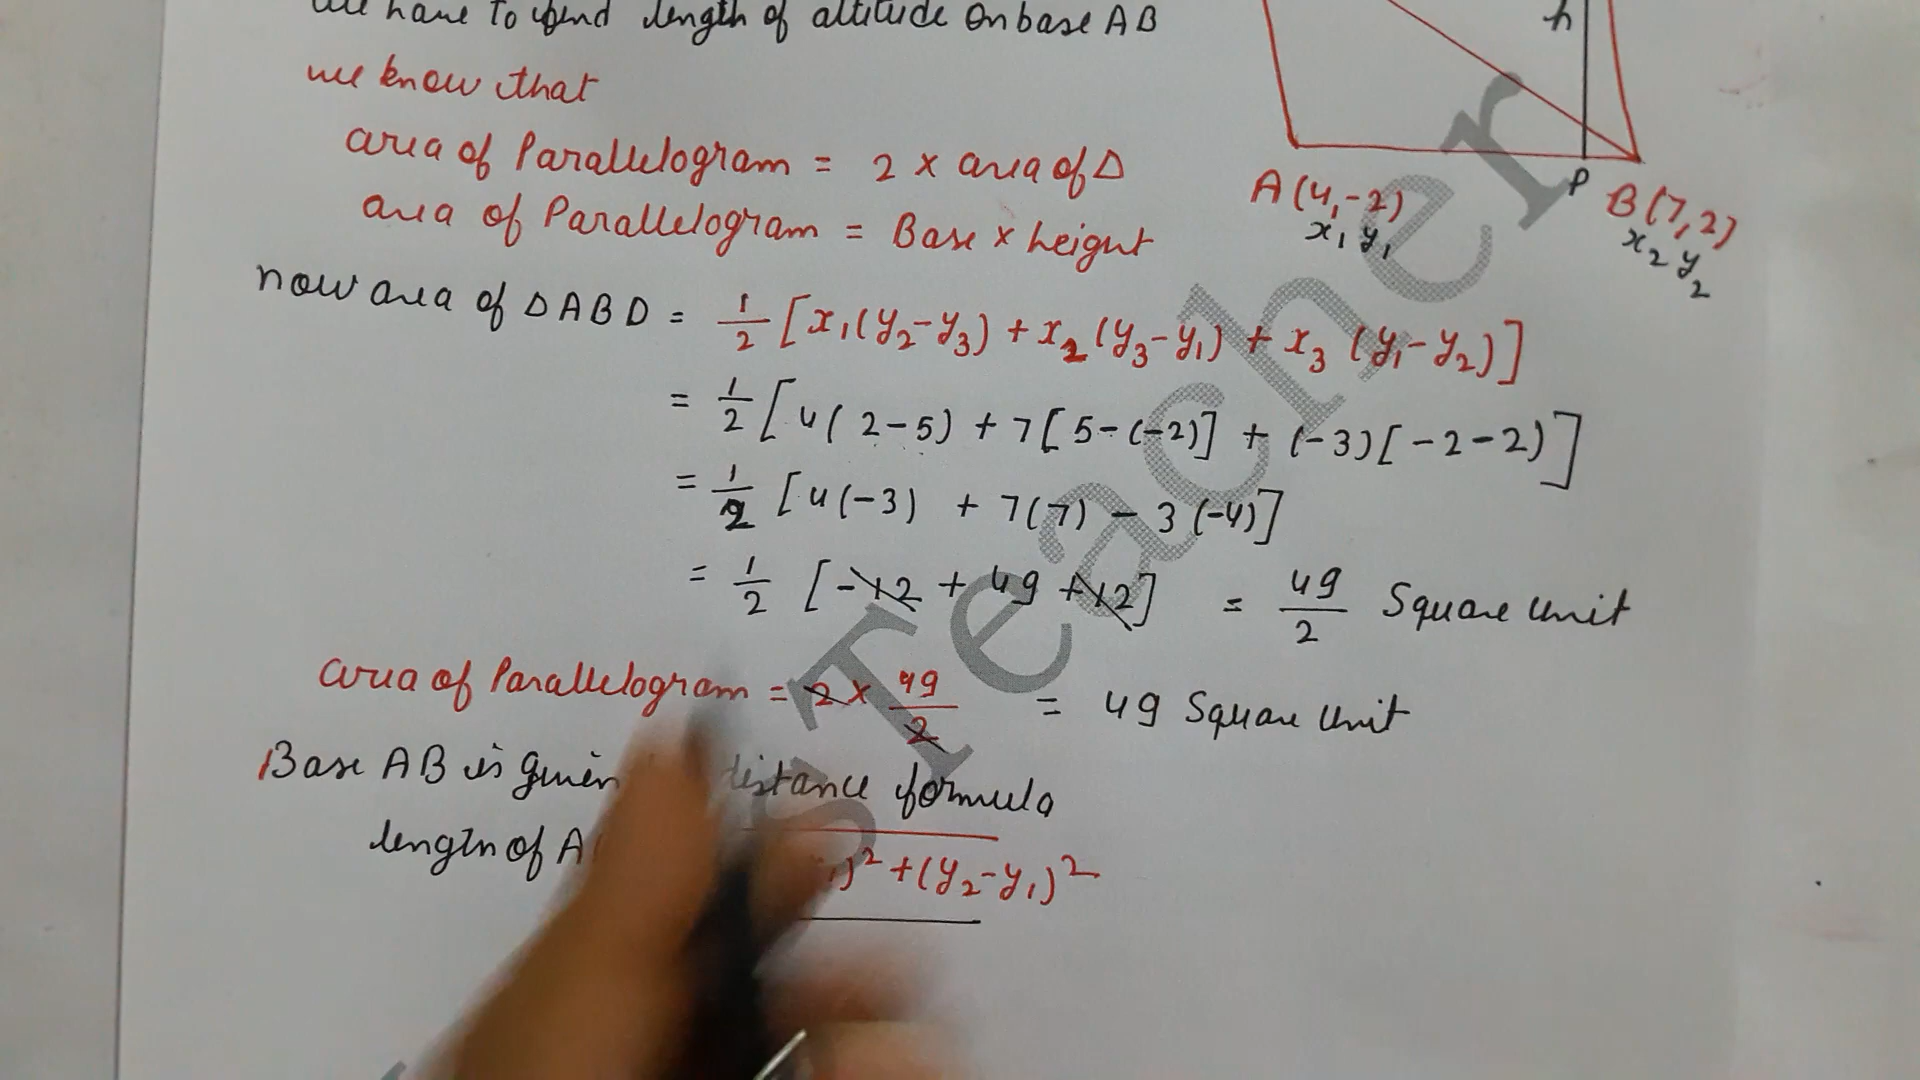 we have to find length of altitude on base AB
we know that
area of Parallelogram = 2 × area of Δ
area of Parallelogram = Base × height
now area of ΔABD = 1/2 [x₁(y₂-y₃) + x₂(y₃-y₁) + x₃(y₁-y₂)]
= 1/2 [4(2-5) + 7[5-(-2)] + (-3)[-2-2)]
= 1/2 [4(-3) + 7(7) - 3(-4)]
= 1/2 [-12 + 49 +12] = 49/2 Square unit
area of Parallelogram = 2 × 49/2 = 49 Square unit
Base AB is given distance formula
length of A )² + (y₂-y₁)²
h
P
A(4,-2)
x₁ y₁
B(7,2)
x₂ y₂
sTeacher